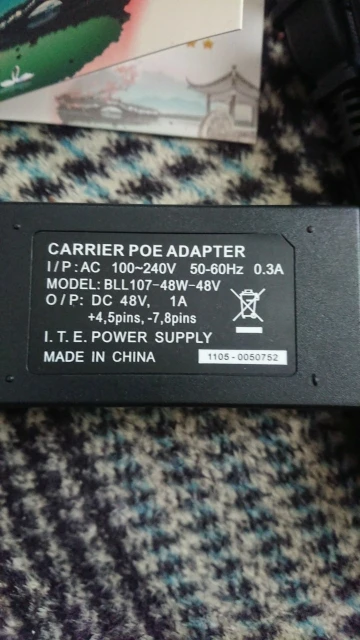 CARRIER POE ADAPTER
I/P: AC 100~240V 50-60Hz 0.3A
MODEL: BLL107-48W-48V
O/P: DC 48V, 1A
+4,5pins, -7,8pins
I.T.E. POWER SUPPLY
MADE IN CHINA 1105-0050752